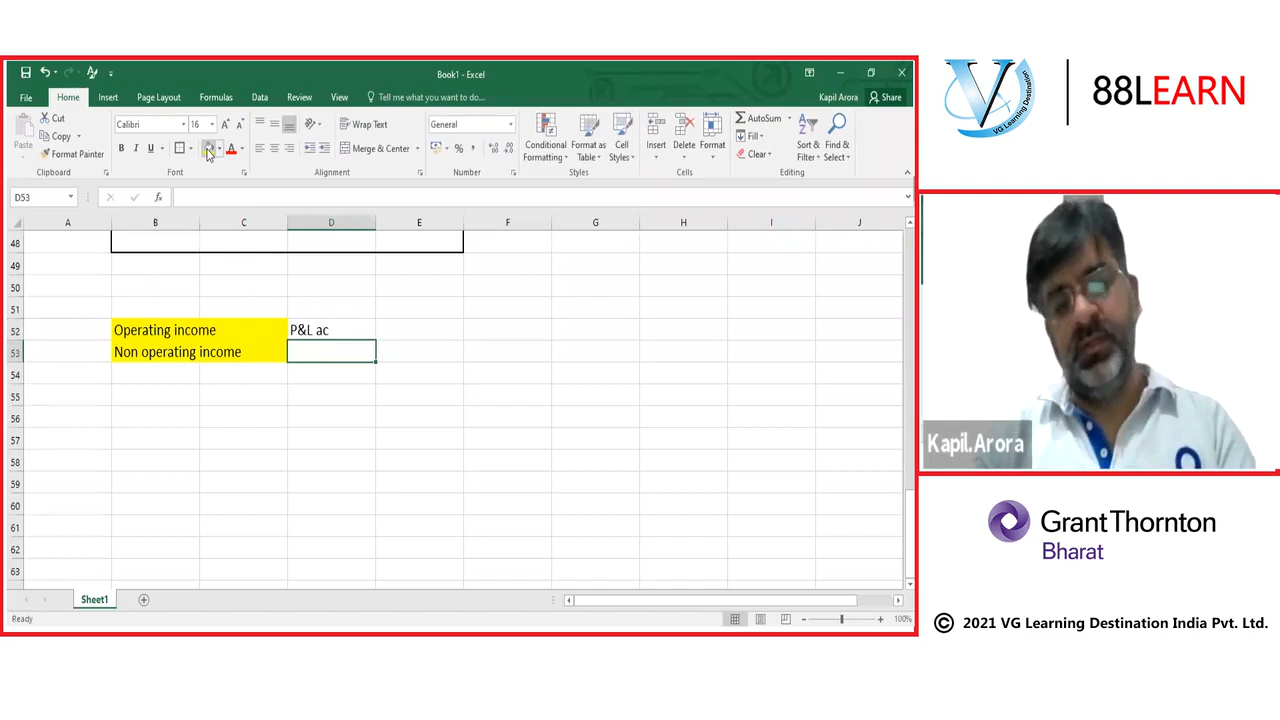 Book1 - Excel
File Home Insert Page Layout Formulas Data Review View Tell me what you want to do... Kapil Arora Share
Paste
Cut
Copy
Format Painter
Clipboard
Calibri 16
B I U
Font
Wrap Text
Merge & Center
Alignment
General
Number
Conditional Formatting
Format as Table
Cell Styles
Styles
Insert Delete Format
Cells
AutoSum
Fill
Clear
Sort & Filter
Find & Select
Editing
D53 fx
A B C D E F G H I J
48
49
50
51
52 Operating income P&L ac
53 Non operating income
54
55
56
57
58
59
60
61
62
63
Sheet1
Ready 100%
V
VG Learning Destination
88LEARN
Kapil.Arora
Grant Thornton
Bharat
© 2021 VG Learning Destination India Pvt. Ltd.